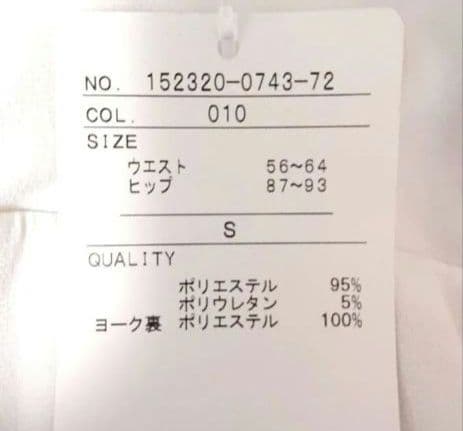 NO. 152320-0743-72
COL. 010
SIZE
ウエスト 56~64
ヒップ 87~93
S
QUALITY
ポリエステル 95%
ポリウレタン 5%
ヨーク裏 ポリエステル 100%